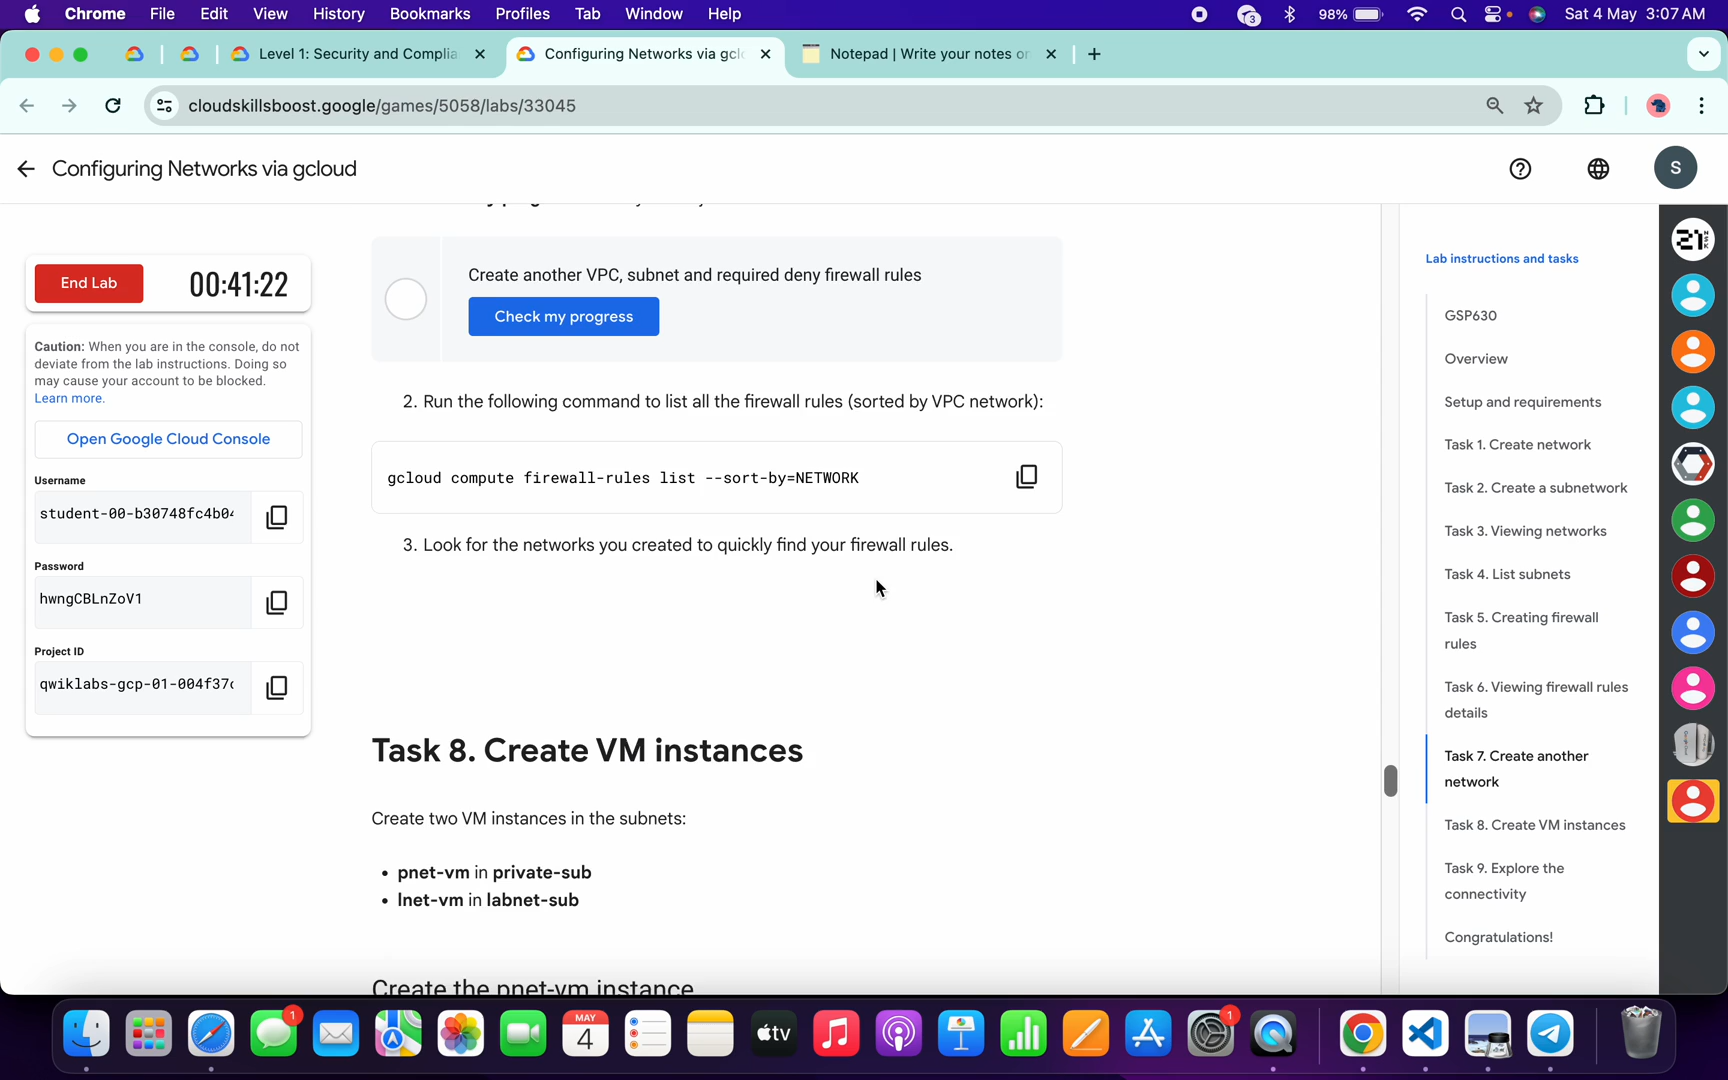 Chrome File Edit View History Bookmarks Profiles Tab Window Help 3 98% Sat 4 May 3:07 AM
Level 1: Security and Complia Configuring Networks via gcl Notepad | Write your notes on
cloudskillsboost.google/games/5058/labs/33045
Configuring Networks via gcloud
S
End Lab 00:41:22
Caution: When you are in the console, do not
deviate from the lab instructions. Doing so
may cause your account to be blocked.
Learn more.
Open Google Cloud Console
Username
student-00-b30748fc4b04
Password
hwngCBLnZoV1
Project ID
qwiklabs-gcp-01-004f37c
Create another VPC, subnet and required deny firewall rules
Check my progress
2. Run the following command to list all the firewall rules (sorted by VPC network):
gcloud compute firewall-rules list --sort-by=NETWORK
3. Look for the networks you created to quickly find your firewall rules.
Task 8. Create VM instances
Create two VM instances in the subnets:
• pnet-vm in private-sub
• lnet-vm in labnet-sub
Create the pnet-vm instance
Lab instructions and tasks
GSP630
Overview
Setup and requirements
Task 1. Create network
Task 2. Create a subnetwork
Task 3. Viewing networks
Task 4. List subnets
Task 5. Creating firewall
rules
Task 6. Viewing firewall rules
details
Task 7. Create another
network
Task 8. Create VM instances
Task 9. Explore the
connectivity
Congratulations!
1
MAY
4
tv
1